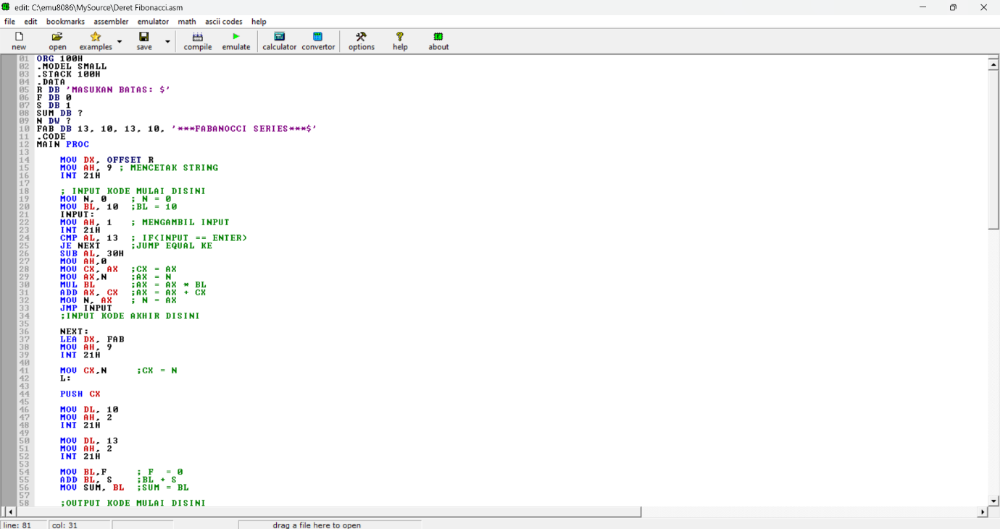 edit: C:\emu8086\MySource\Deret Fibonacci.asm
file edit bookmarks assembler emulator math ascii codes help
new open examples save compile emulate calculator convertor options help about
01 ORG 100H
02 .MODEL SMALL
03 .STACK 100H
04 .DATA
05 R DB 'MASUKAN BATAS: $'
06 F DB 0
07 S DB 1
08 SUM DB ?
09 N DW ?
10 FAB DB 13, 10, 13, 10, '***FABANOCCI SERIES***$'
11 .CODE
12 MAIN PROC
13
14 MOV DX, OFFSET R
15 MOV AH, 9 ; MENCETAK STRING
16 INT 21H
17
18 ; INPUT KODE MULAI DISINI
19 MOV N, 0 ; N = 0
20 MOV BL, 10 ;BL = 10
21 INPUT:
22 MOV AH, 1 ; MENGAMBIL INPUT
23 INT 21H
24 CMP AL, 13 ; IF(INPUT == ENTER)
25 JE NEXT ;JUMP EQUAL KE
26 SUB AL, 30H
27 MOV AH,0
28 MOV CX, AX ;CX = AX
29 MOV AX,N ;AX = N
30 MUL BL ;AX = AX * BL
31 ADD AX, CX ;AX = AX + CX
32 MOV N, AX ; N = AX
33 JMP INPUT
34 ;INPUT KODE AKHIR DISINI
35
36 NEXT:
37 LEA DX, FAB
38 MOV AH, 9
39 INT 21H
40
41 MOV CX,N ;CX = N
42 L:
43
44 PUSH CX
45
46 MOV DL, 10
47 MOV AH, 2
48 INT 21H
49
50 MOV DL, 13
51 MOV AH, 2
52 INT 21H
53
54 MOV BL,F ; F = 0
55 ADD BL, S ;BL + S
56 MOV SUM, BL ;SUM = BL
57
58 ;OUTPUT KODE MULAI DISINI
line: 81 col: 31 drag a file here to open